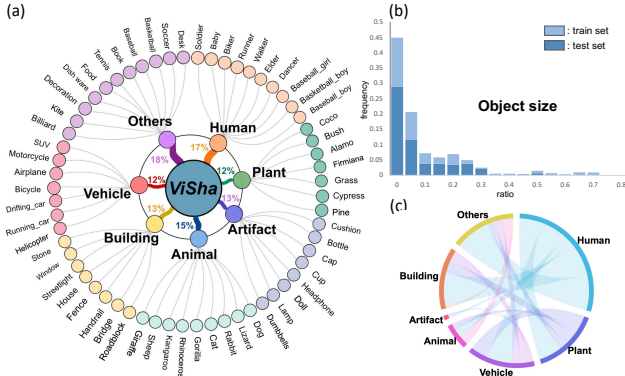 (a)
Desk
Soccer
Basketball
Baseball
Book
Tennis
Dish ware
Food
Decoration
Kite
Billiard
SUV
Motorcycle
Airplane
Bicycle
Drifting_car
Running_car
Helicopter
Stone
Window
Streetlight
House
Fence
Handrail
Bridge
Roadblock
Giraffe
Sheep
Kangaroo
Rhinoceros
Gorilla
Cat
Rabbit
Lizard
Dog
Dumbbells
Lamp
Doll
Headphone
Cup
Cap
Bottle
Cushion
Pine
Cypress
Grass
Firmiana
Alamo
Bush
Coco
Baseball_boy
Basketball_boy
Baseball_girl
Dancer
Elder
Walker
Runner
Biker
Baby
Soldier
Others
Human
18%
17%
Vehicle
12%
ViSha
12%
Plant
13%
13%
Building
15%
Artifact
Animal
(b)
0.5
0.45
0.4
0.35
0.3
0.25
0.2
0.15
0.1
0.05
0
frequency
: train set
: test set
Object size
0 0.1 0.2 0.3 0.4 0.5 0.6 0.7 0.8
ratio
(c)
Others
Human
Building
Artifact
Animal
Vehicle
Plant